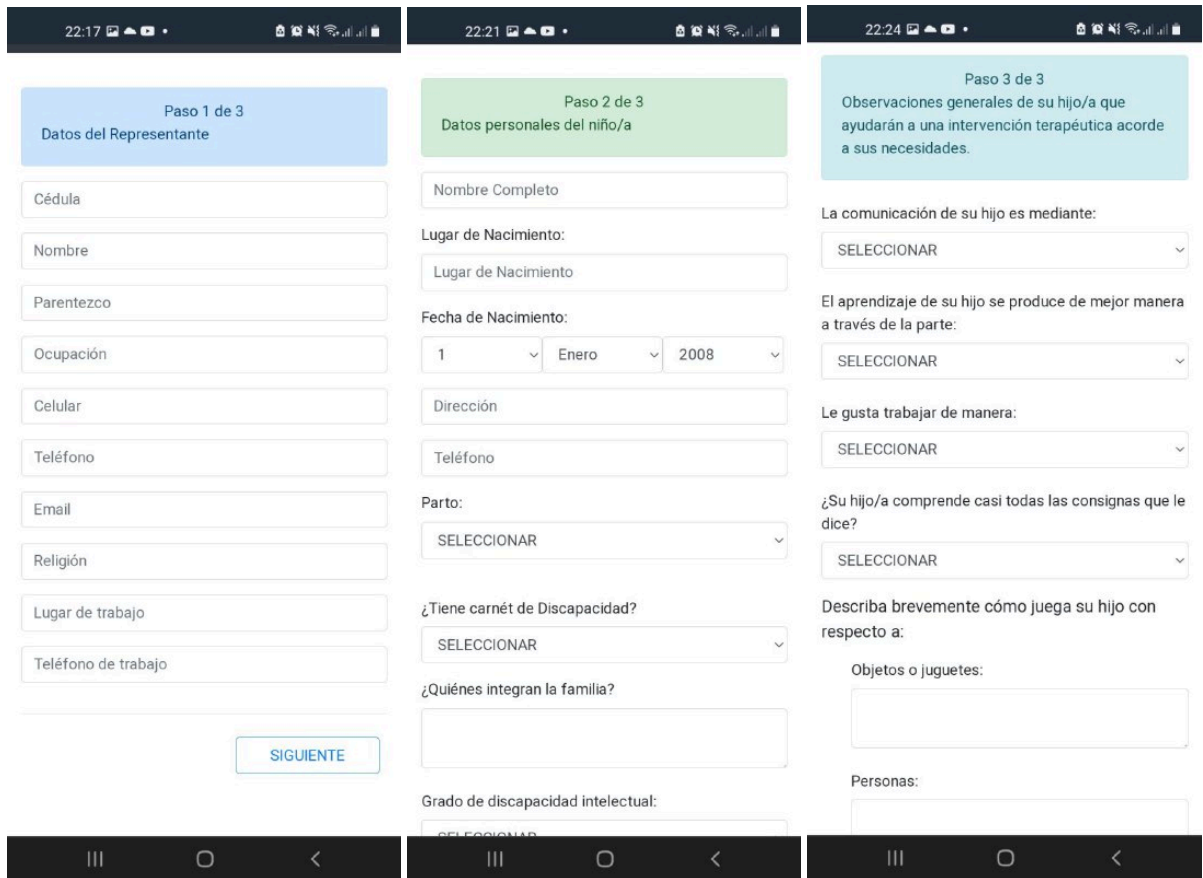 22:17
Paso 1 de 3
Datos del Representante
Cédula
Nombre
Parentezco
Ocupación
Celular
Teléfono
Email
Religión
Lugar de trabajo
Teléfono de trabajo
SIGUIENTE
22:21
Paso 2 de 3
Datos personales del niño/a
Nombre Completo
Lugar de Nacimiento:
Lugar de Nacimiento
Fecha de Nacimiento:
1 Enero 2008
Dirección
Teléfono
Parto:
SELECCIONAR
¿Tiene carnét de Discapacidad?
SELECCIONAR
¿Quiénes integran la familia?
Grado de discapacidad intelectual:
SELECCIONAR
22:24
Paso 3 de 3
Observaciones generales de su hijo/a que
ayudarán a una intervención terapéutica acorde
a sus necesidades.
La comunicación de su hijo es mediante:
SELECCIONAR
El aprendizaje de su hijo se produce de mejor manera
a través de la parte:
SELECCIONAR
Le gusta trabajar de manera:
SELECCIONAR
¿Su hijo/a comprende casi todas las consignas que le
dice?
SELECCIONAR
Describa brevemente cómo juega su hijo con
respecto a:
Objetos o juguetes:
Personas: